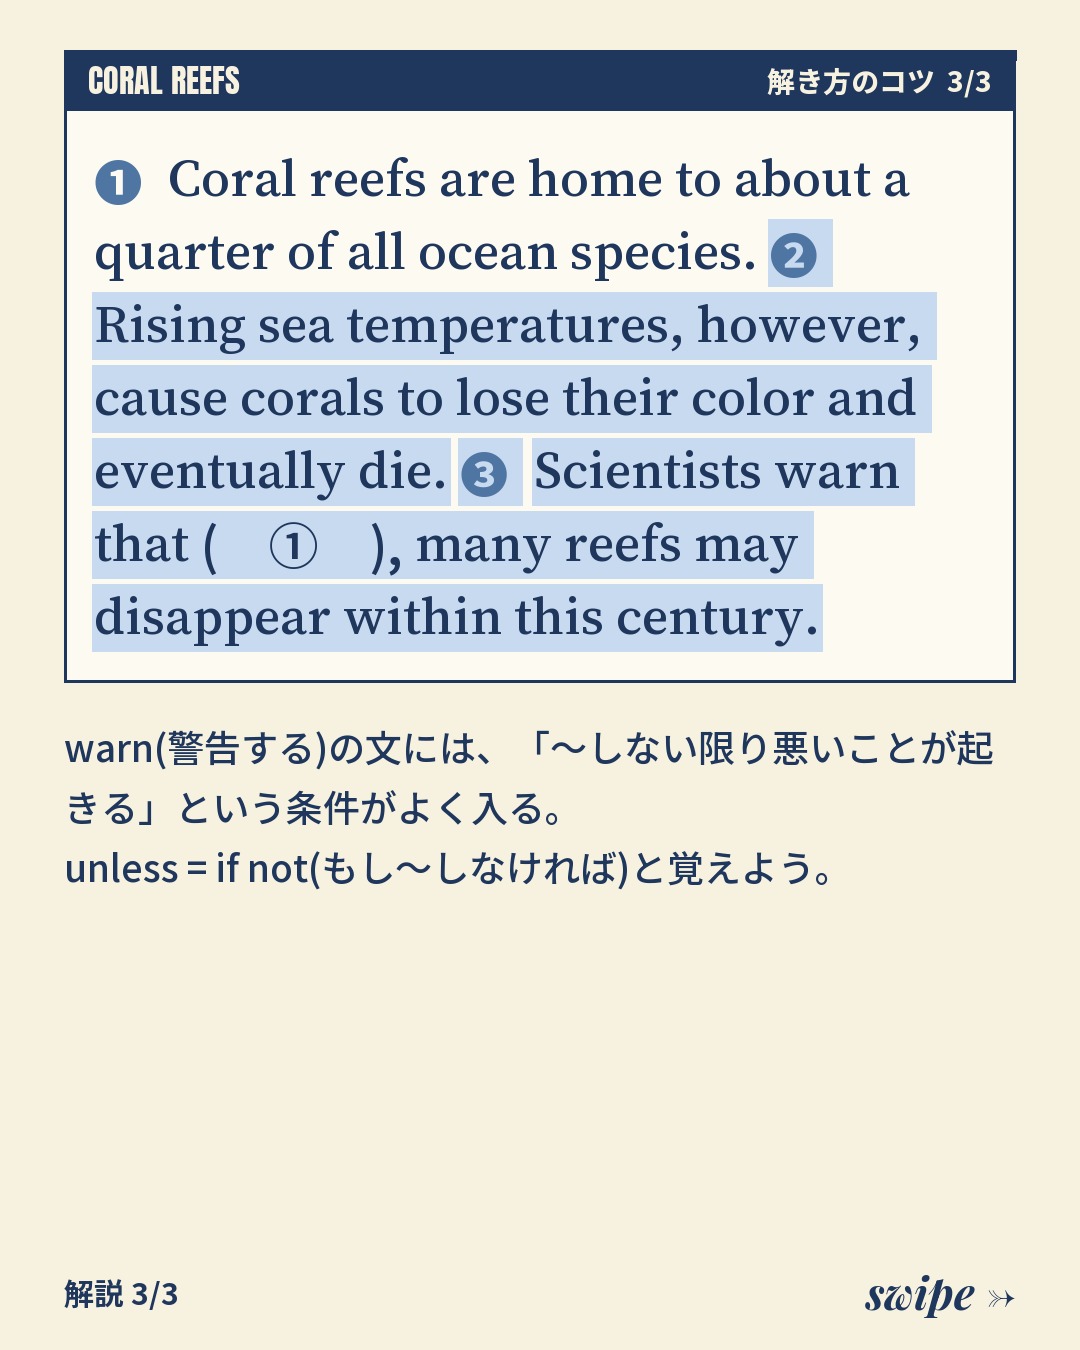 CORAL REEFS 解き方のコツ 3/3
❶ Coral reefs are home to about a
quarter of all ocean species. ❷
Rising sea temperatures, however,
cause corals to lose their color and
eventually die. ❸ Scientists warn
that (　①　), many reefs may
disappear within this century.
warn(警告する)の文には、「〜しない限り悪いことが起
きる」という条件がよく入る。
unless = if not(もし〜しなければ)と覚えよう。
解説 3/3 swipe